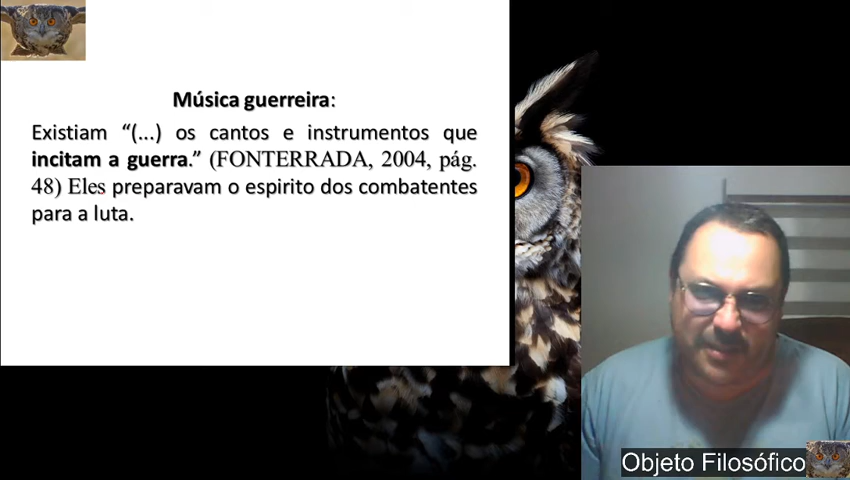 Música guerreira:
Existiam “(...) os cantos e instrumentos que
incitam a guerra.” (FONTERRADA, 2004, pág.
48) Eles preparavam o espirito dos combatentes
para a luta.
Objeto Filosófico